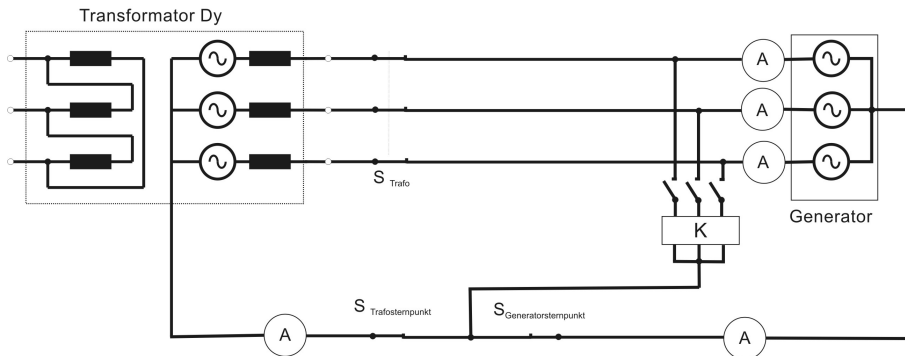 Transformator Dy
A
A
A
S Trafo
K
Generator
S Trafosternpunkt
S Generatorsternpunkt
A
A